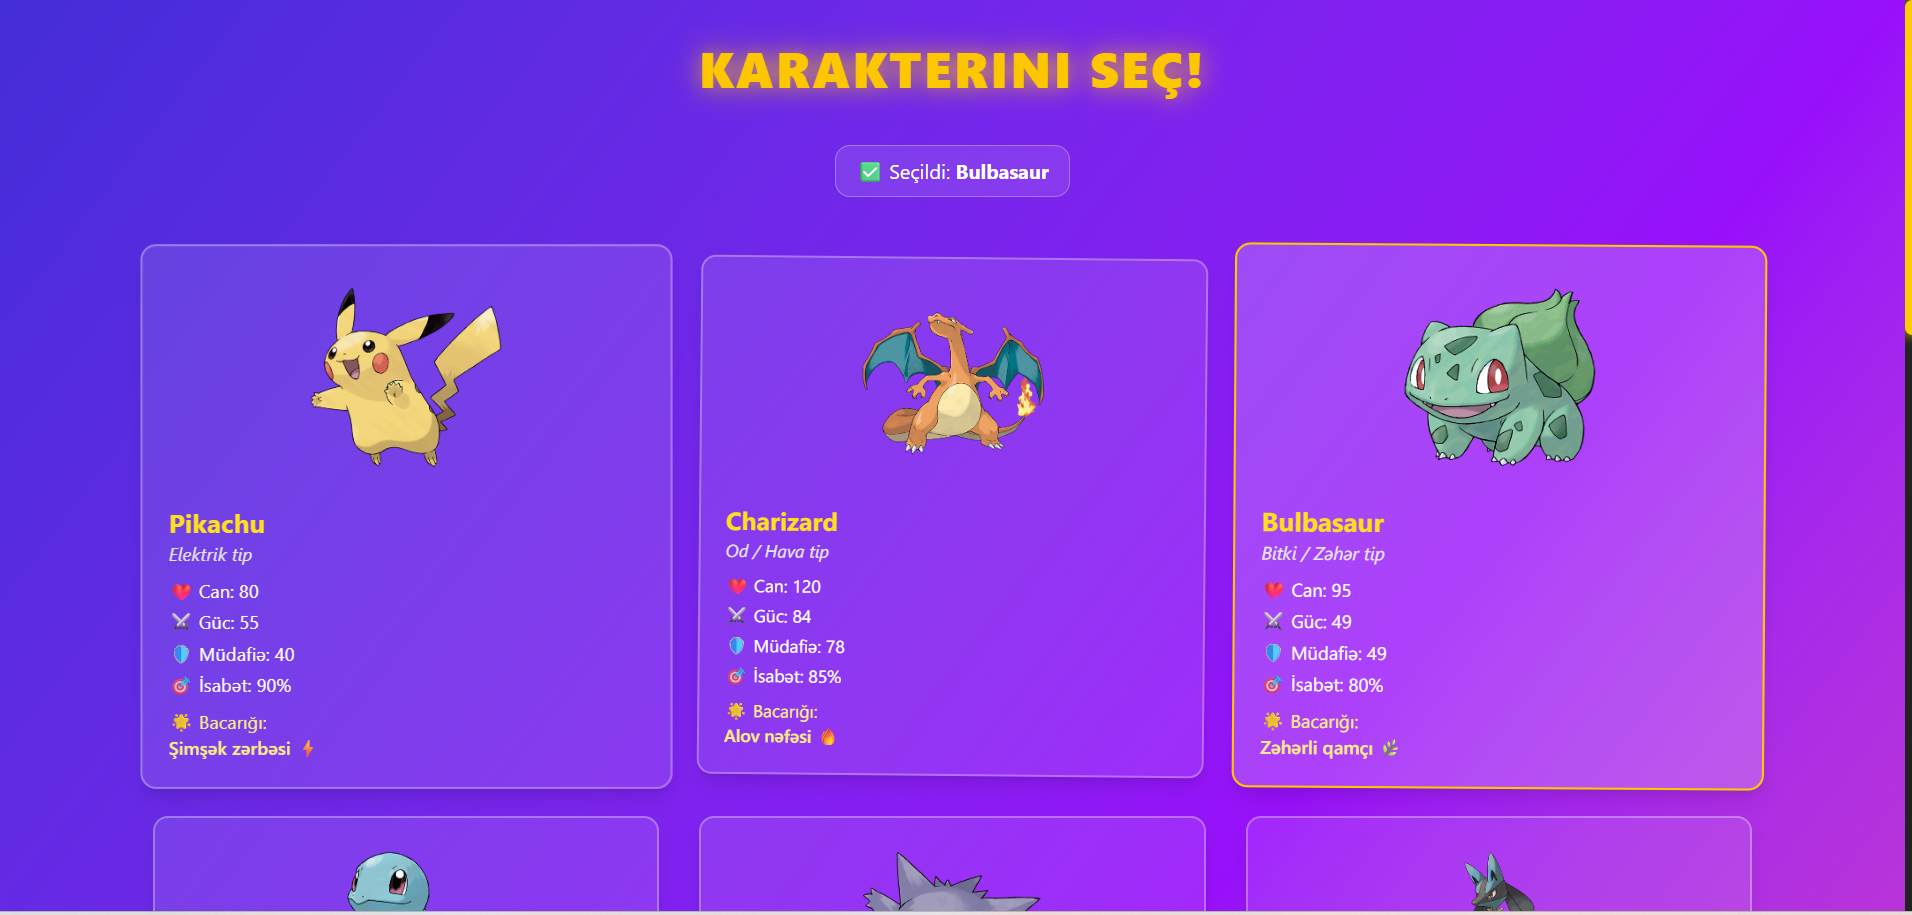 KARAKTERINI SEÇ!
✅ Seçildi: Bulbasaur
Pikachu
Elektrik tip
❤️ Can: 80
⚔️ Güc: 55
🛡️ Müdafiə: 40
🎯 İsabət: 90%
🌟 Bacarığı:
Şimşək zərbəsi ⚡
Charizard
Od / Hava tip
❤️ Can: 120
⚔️ Güc: 84
🛡️ Müdafiə: 78
🎯 İsabət: 85%
🌟 Bacarığı:
Alov nəfəsi 🔥
Bulbasaur
Bitki / Zəhər tip
❤️ Can: 95
⚔️ Güc: 49
🛡️ Müdafiə: 49
🎯 İsabət: 80%
🌟 Bacarığı:
Zəhərli qamçı 🌿